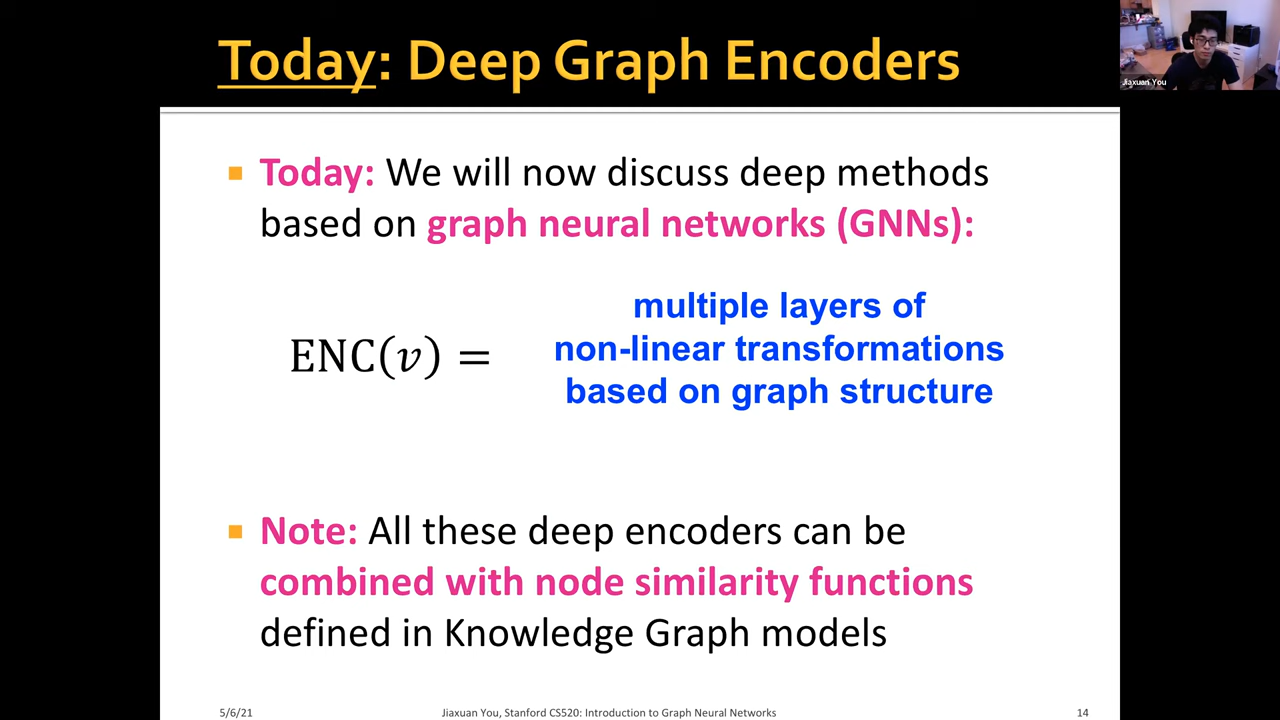 Today: Deep Graph Encoders
Jiaxuan You
Today: We will now discuss deep methods
based on graph neural networks (GNNs):
multiple layers of
ENC(𝑣) = non-linear transformations
based on graph structure
Note: All these deep encoders can be
combined with node similarity functions
defined in Knowledge Graph models
5/6/21 Jiaxuan You, Stanford CS520: Introduction to Graph Neural Networks 14